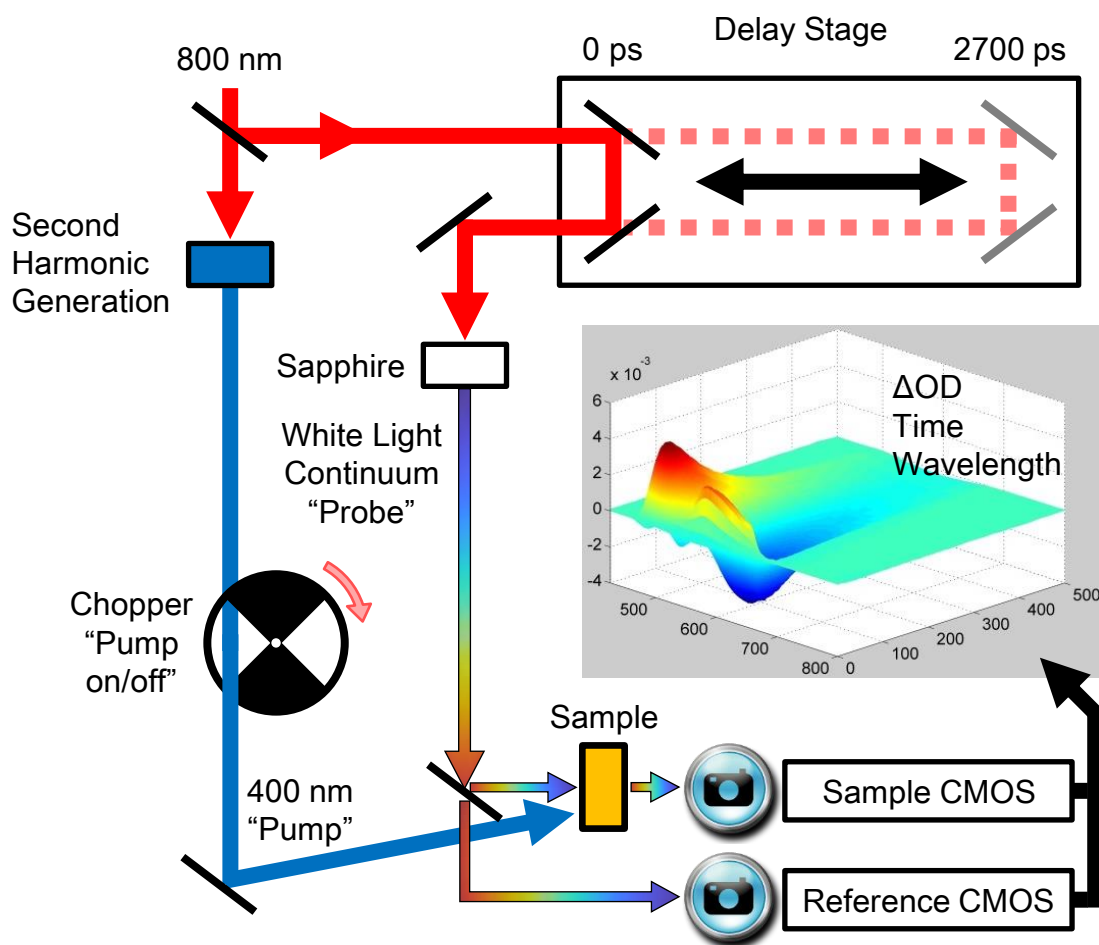 Delay Stage
800 nm
0 ps
2700 ps
Second
Harmonic
Generation
Sapphire
White Light
Continuum
“Probe”
x 10⁻³
6
4
2
0
-2
-4
ΔOD
Time
Wavelength
500
600
700
800
0
100
200
300
400
500
Chopper
“Pump
on/off”
Sample
400 nm
“Pump”
Sample CMOS
Reference CMOS